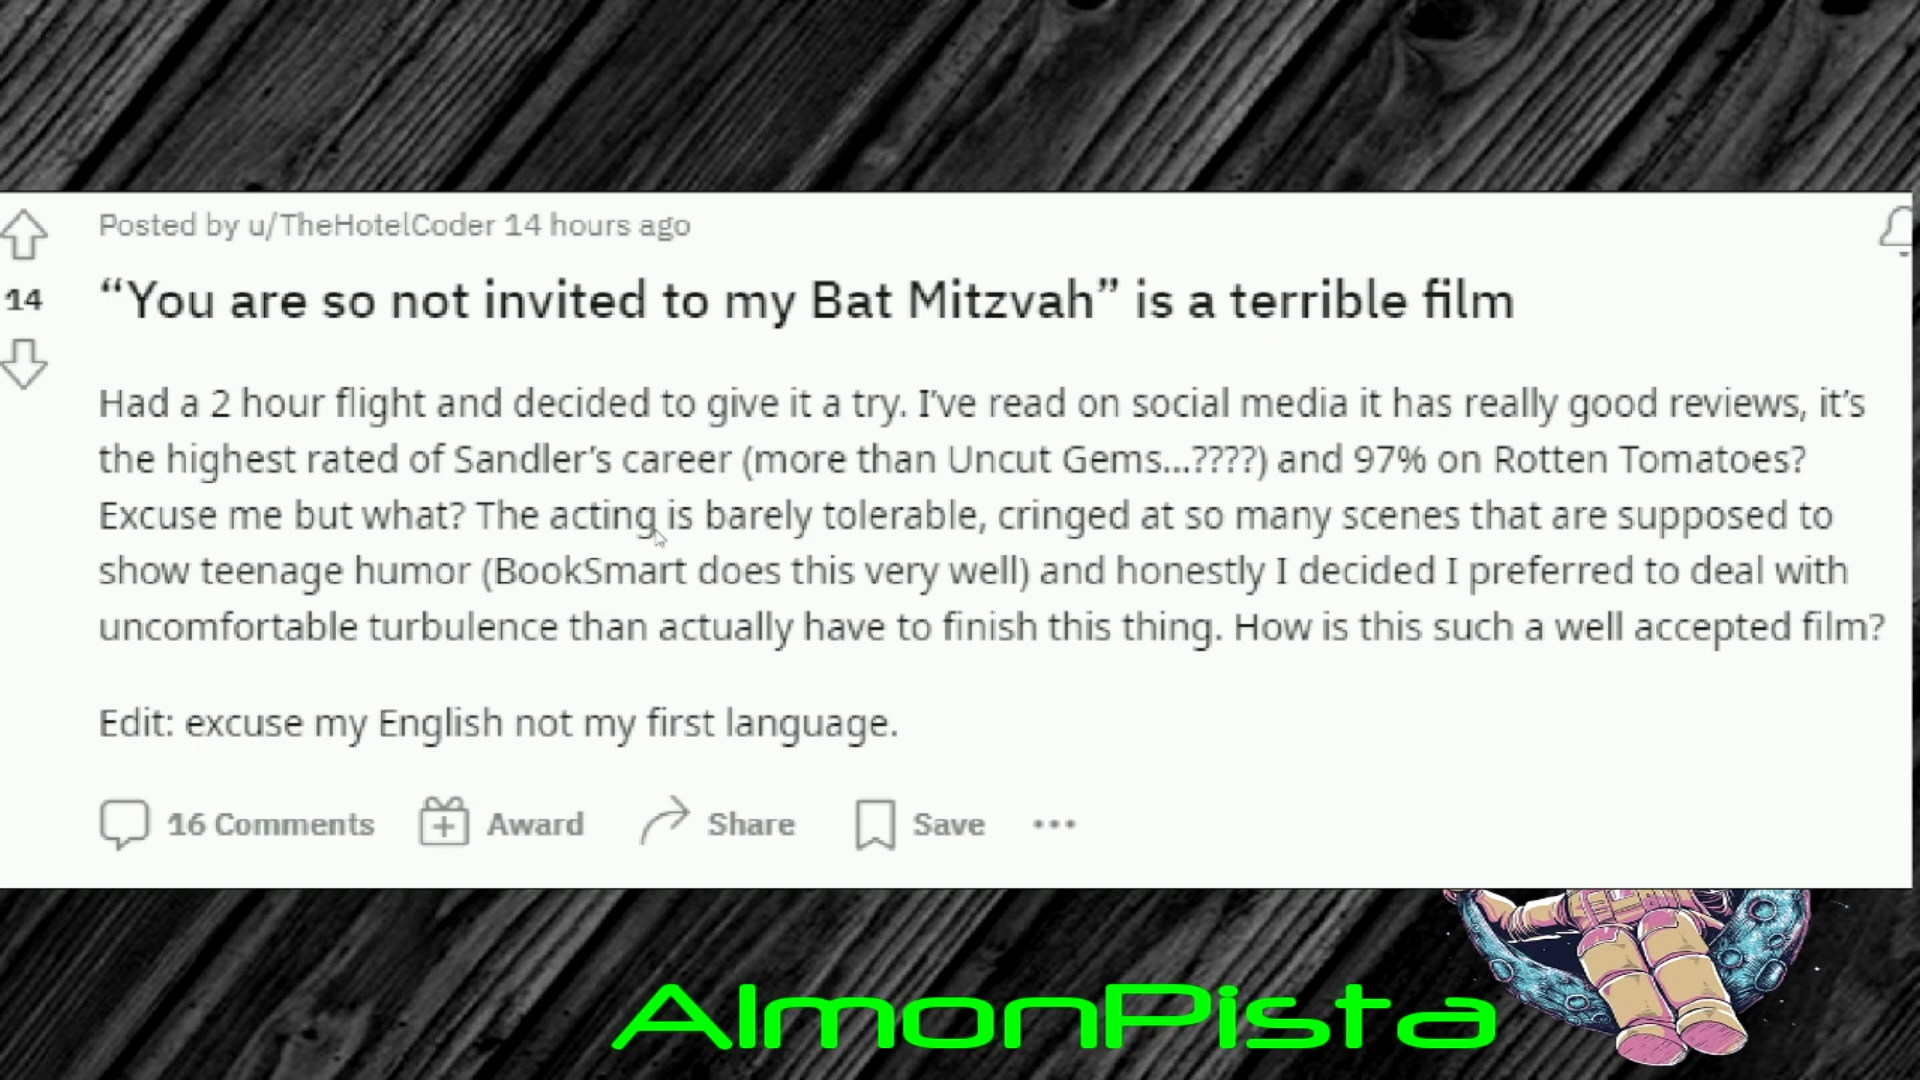 Posted by u/TheHotelCoder 14 hours ago
14
“You are so not invited to my Bat Mitzvah” is a terrible film
Had a 2 hour flight and decided to give it a try. I’ve read on social media it has really good reviews, it’s
the highest rated of Sandler’s career (more than Uncut Gems...????) and 97% on Rotten Tomatoes?
Excuse me but what? The acting is barely tolerable, cringed at so many scenes that are supposed to
show teenage humor (BookSmart does this very well) and honestly I decided I preferred to deal with
uncomfortable turbulence than actually have to finish this thing. How is this such a well accepted film?
Edit: excuse my English not my first language.
16 Comments Award Share Save
AlmonPista